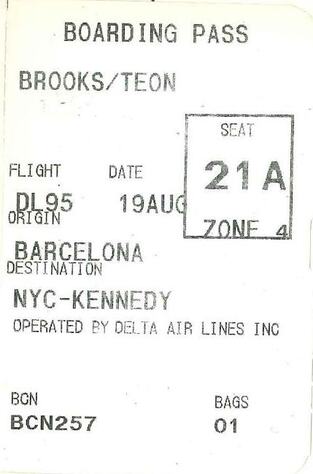 BOARDING PASS
BROOKS/TEON
SEAT
21A
ZONE 4
FLIGHT DATE
DL95 19AUG
ORIGIN
BARCELONA
DESTINATION
NYC-KENNEDY
OPERATED BY DELTA AIR LINES INC
BCN BAGS
BCN257 01